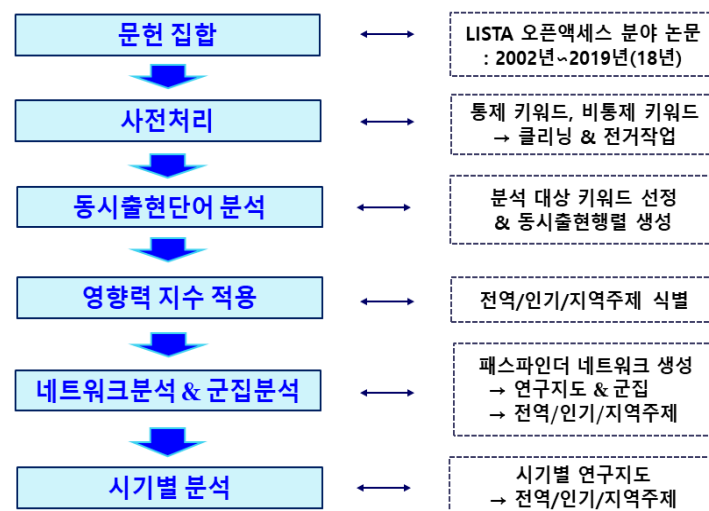 문헌 집합
LISTA 오픈액세스 분야 논문
: 2002년~2019년(18년)
사전처리
통제 키워드, 비통제 키워드
→ 클리닝 & 전거작업
동시출현단어 분석
분석 대상 키워드 선정
& 동시출현행렬 생성
영향력 지수 적용
전역/인기/지역주제 식별
네트워크분석 & 군집분석
패스파인더 네트워크 생성
→ 연구지도 & 군집
→ 전역/인기/지역주제
시기별 분석
시기별 연구지도
→ 전역/인기/지역주제